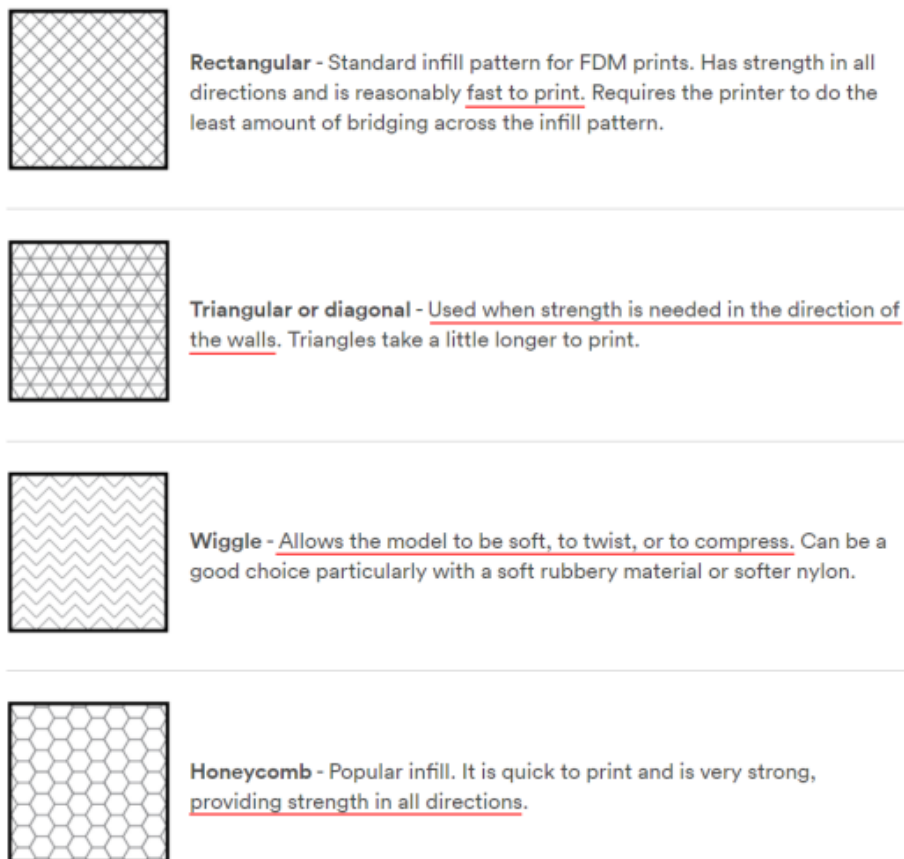 Rectangular - Standard infill pattern for FDM prints. Has strength in all
directions and is reasonably fast to print. Requires the printer to do the
least amount of bridging across the infill pattern.
Triangular or diagonal - Used when strength is needed in the direction of
the walls. Triangles take a little longer to print.
Wiggle - Allows the model to be soft, to twist, or to compress. Can be a
good choice particularly with a soft rubbery material or softer nylon.
Honeycomb - Popular infill. It is quick to print and is very strong,
providing strength in all directions.